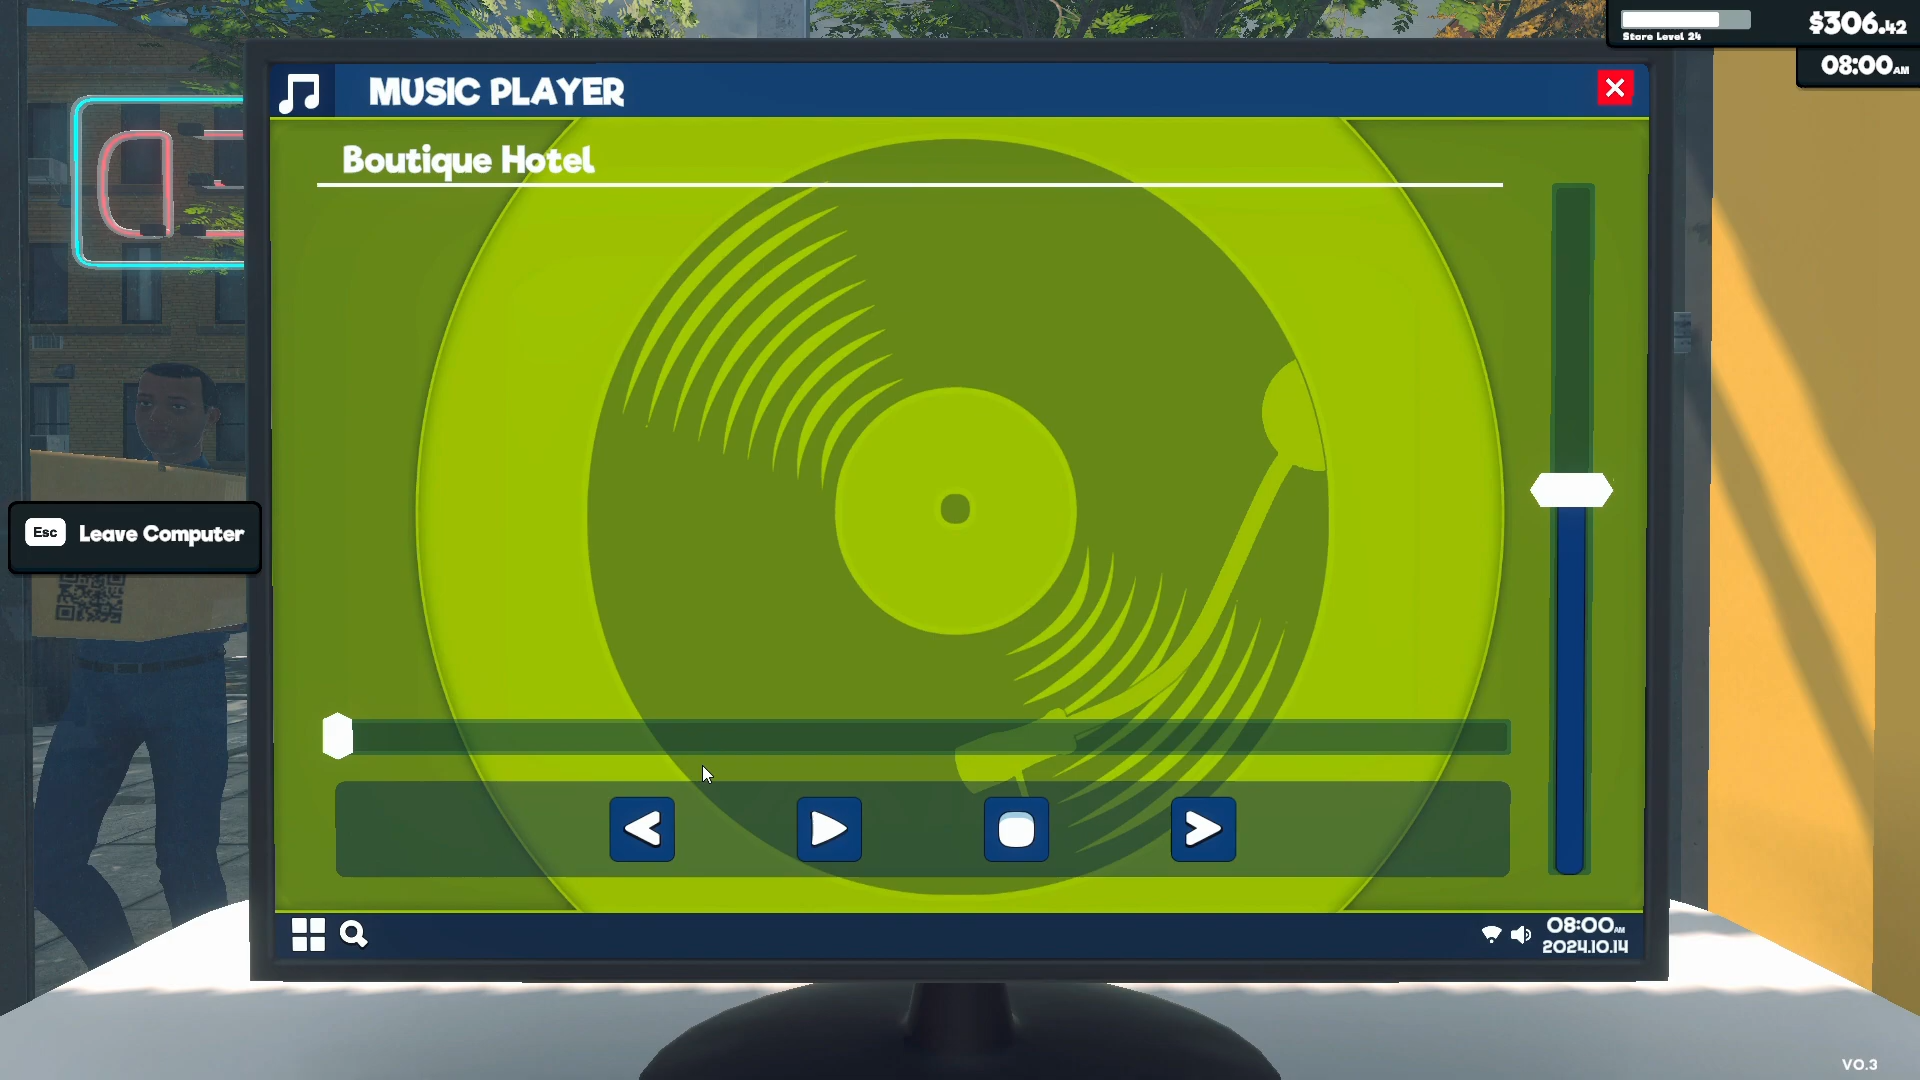 $306.42
Store Level 24
08:00AM
MUSIC PLAYER
Boutique Hotel
Esc Leave Computer
08:00AM
2024.10.14
V0.3